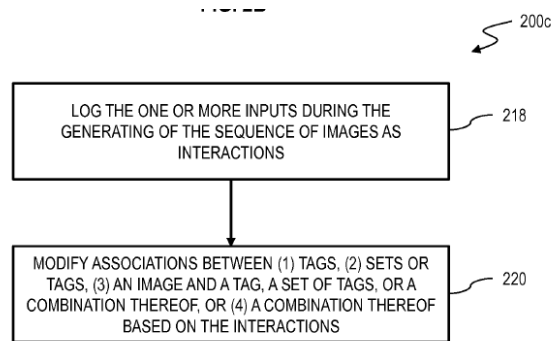 200c
LOG THE ONE OR MORE INPUTS DURING THE
GENERATING OF THE SEQUENCE OF IMAGES AS
INTERACTIONS
218
MODIFY ASSOCIATIONS BETWEEN (1) TAGS, (2) SETS OR
TAGS, (3) AN IMAGE AND A TAG, A SET OF TAGS, OR A
COMBINATION THEREOF, OR (4) A COMBINATION THEREOF
BASED ON THE INTERACTIONS
220